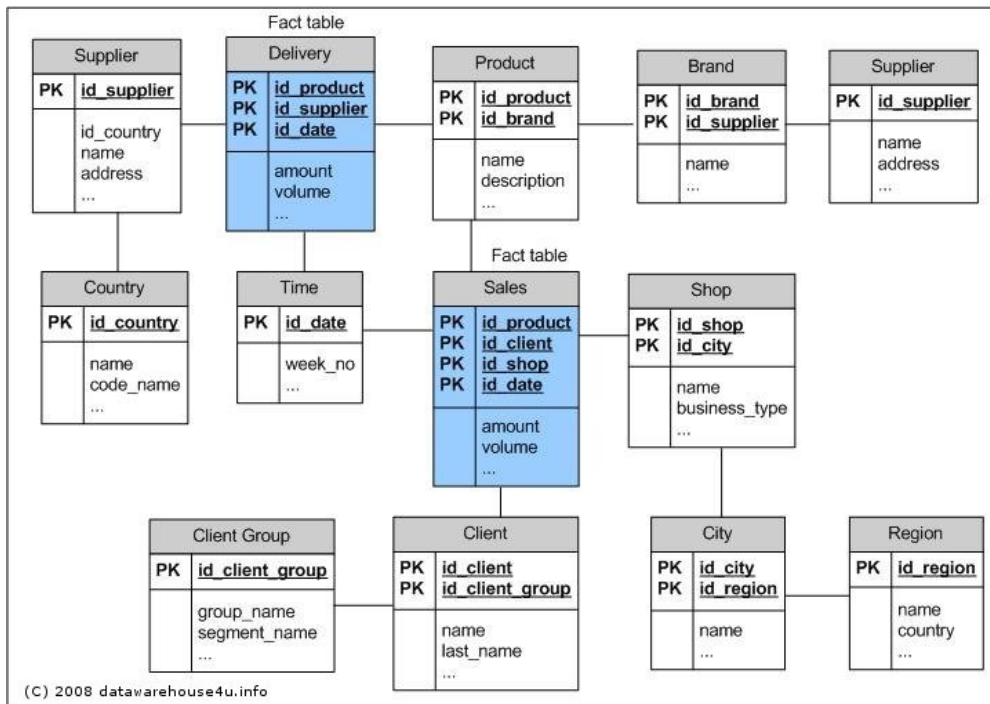 Fact table
Supplier
PK id_supplier
id_country
name
address
...
Delivery
PK id_product
PK id_supplier
PK id_date
amount
volume
...
Product
PK id_product
PK id_brand
name
description
...
Brand
PK id_brand
PK id_supplier
name
...
Supplier
PK id_supplier
name
address
...
Country
PK id_country
name
code_name
...
Time
PK id_date
week_no
...
Fact table
Sales
PK id_product
PK id_client
PK id_shop
PK id_date
amount
volume
...
Shop
PK id_shop
PK id_city
name
business_type
...
Client Group
PK id_client_group
group_name
segment_name
...
Client
PK id_client
PK id_client_group
name
last_name
...
City
PK id_city
PK id_region
name
...
Region
PK id_region
name
country
...
(C) 2008 datawarehouse4u.info